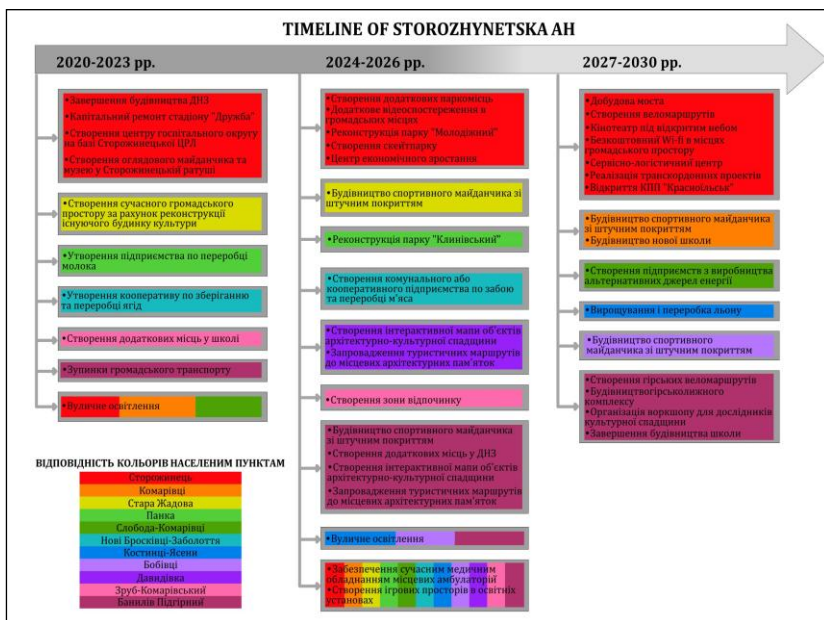 TIMELINE OF STOROZHYNETSKA AH
2020-2023 рр.
•Завершення будівництва ДНЗ
•Капітальний ремонт стадіону "Дружба"
•Створення центру госпітального округу
на базі Сторожинецької ЦРЛ
•Створення оглядового майданчика та
музею у Сторожинецькій ратуші
•Створення сучасного громадського
простору за рахунок реконструкції
існуючого будинку культури
•Утворення підприємства по переробці
молока
•Утворення кооперативу по зберіганню
та переробці ягід
•Створення додаткових місць у школі
•Зупинки громадського транспорту
•Вуличне освітлення
ВІДПОВІДНІСТЬ КОЛЬОРІВ НАСЕЛЕНИМ ПУНКТАМ
Сторожинець
Комарівці
Стара Жадова
Панка
Слобода-Комарівці
Нові Бросківці-Заболоття
Костинці-Ясени
Бобівці
Давидівка
Зруб-Комарівський
Банилів Підгірний
2024-2026 рр.
•Створення додаткових паркомісць
•Додаткове відеоспостереження в
громадських місцях
•Реконструкція парку "Молодіжний"
•Створення скейтпарку
•Центр економічного зростання
•Будівництво спортивного майданчика зі
штучним покриттям
•Реконструкція парку "Клинівський"
•Створення комунального або
кооперативного підприємства по забою
та переробці м'яса
•Створення інтерактивної мапи об'єктів
архітектурно-культурної спадщини
•Запровадження туристичних маршрутів
до місцевих архітектурних пам'яток
•Створення зони відпочинку
•Будівництво спортивного майданчика
зі штучним покриттям
•Створення додаткових місць у ДНЗ
•Створення інтерактивної мапи об'єктів
архітектурно-культурної спадщини
•Запровадження туристичних маршрутів
до місцевих архітектурних пам'яток
•Вуличне освітлення
•Забезпечення сучасним медичним
обладнанням місцевих амбулаторії
•Створення ігрових просторів в освітніх
установах
2027-2030 рр.
•Добудова моста
•Створення веломаршрутів
•Кінотеатр під відкритим небом
•Безкоштовний Wi-fi в місцях
громадського простору
•Сервісно-логістичний центр
•Реалізація транскордонних проектів
•Відкриття КПП "Красноїльськ"
•Будівництво спортивного майданчика
зі штучним покриттям
•Будівництво нової школи
•Створення підприємств з виробництва
альтернативних джерел енергії
•Вирощування і переробка льону
•Будівництво спортивного
майданчика зі штучним покриттям
•Створення гірських веломаршрутів
•Будівництвогірськолижного
комплексу
•Організація воркшопу для дослідників
культурної спадщини
•Завершення будівництва школи